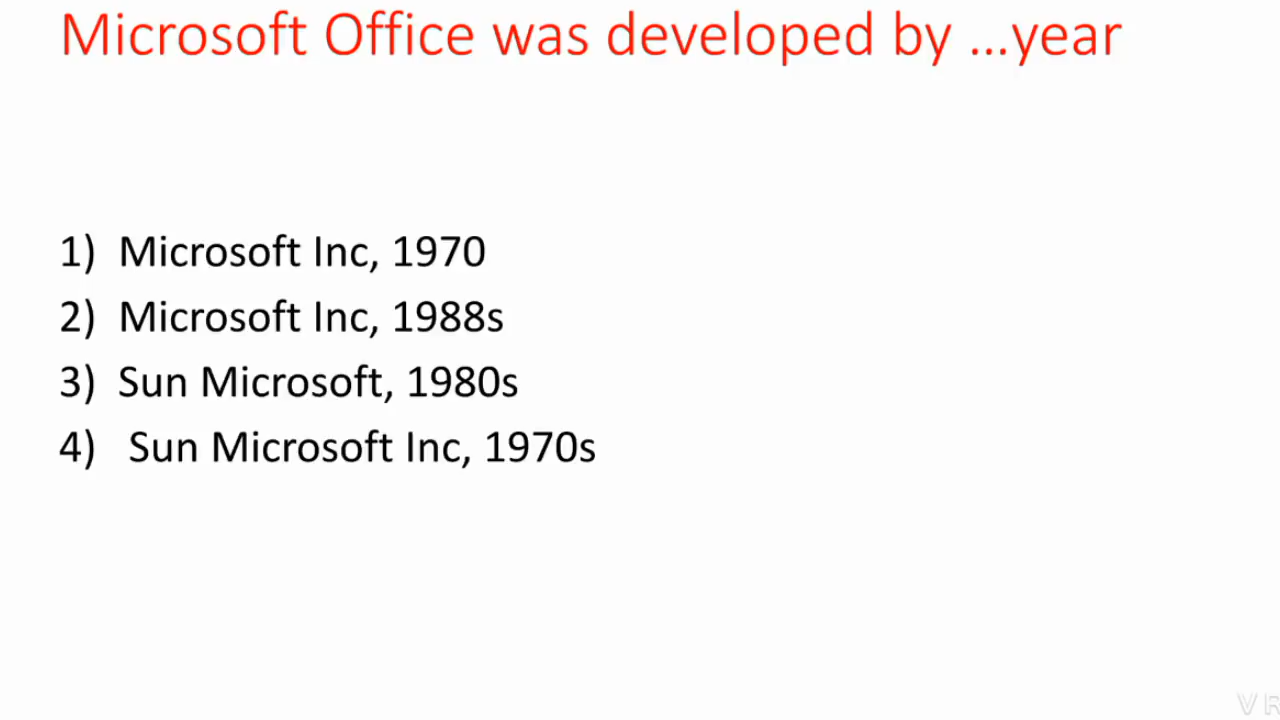 Microsoft Office was developed by ...year
1) Microsoft Inc, 1970
2) Microsoft Inc, 1988s
3) Sun Microsoft, 1980s
4) Sun Microsoft Inc, 1970s
V R